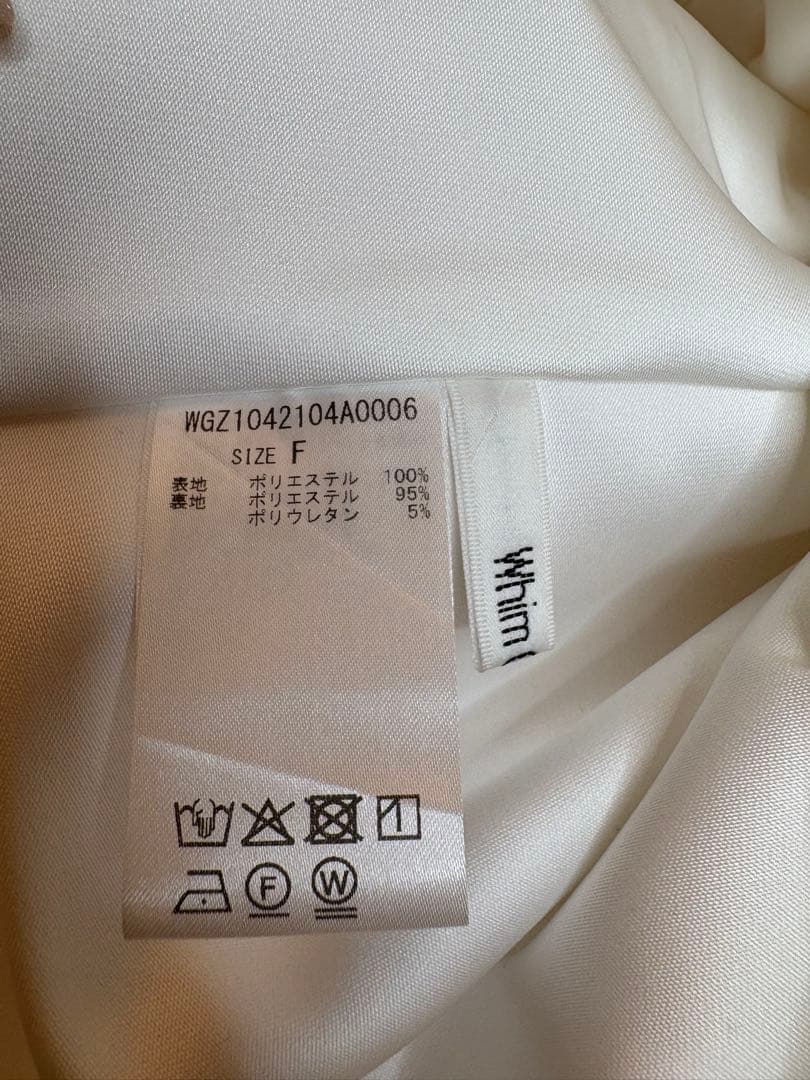 WGZ1042104A0006
SIZE F
表地 ポリエステル 100%
裏地 ポリエステル 95%
ポリウレタン 5%
Whim
F
W